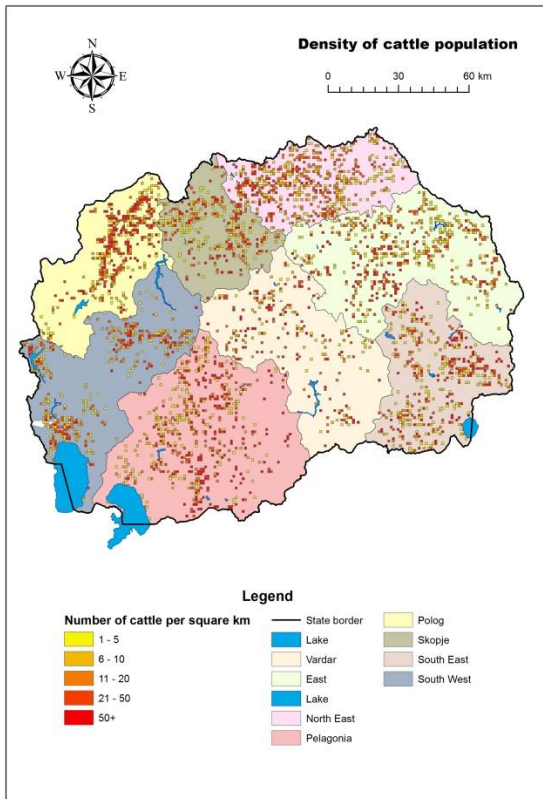 Density of cattle population
N
W E
S
0 30 60 km
Legend
Number of cattle per square km
1 - 5
6 - 10
11 - 20
21 - 50
50+
State border
Lake
Vardar
East
Lake
North East
Pelagonia
Polog
Skopje
South East
South West